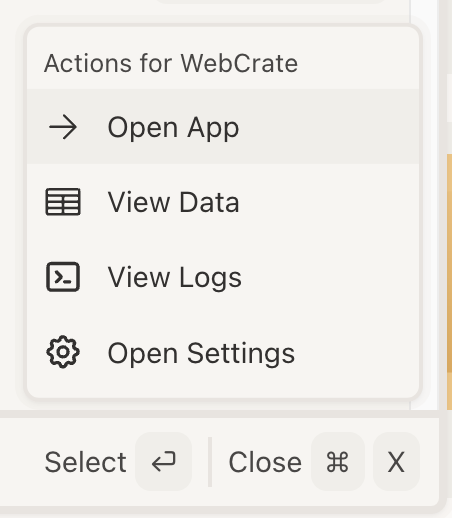 Actions for WebCrate
Open App
View Data
View Logs
Open Settings
Select ↵ Close ⌘ X